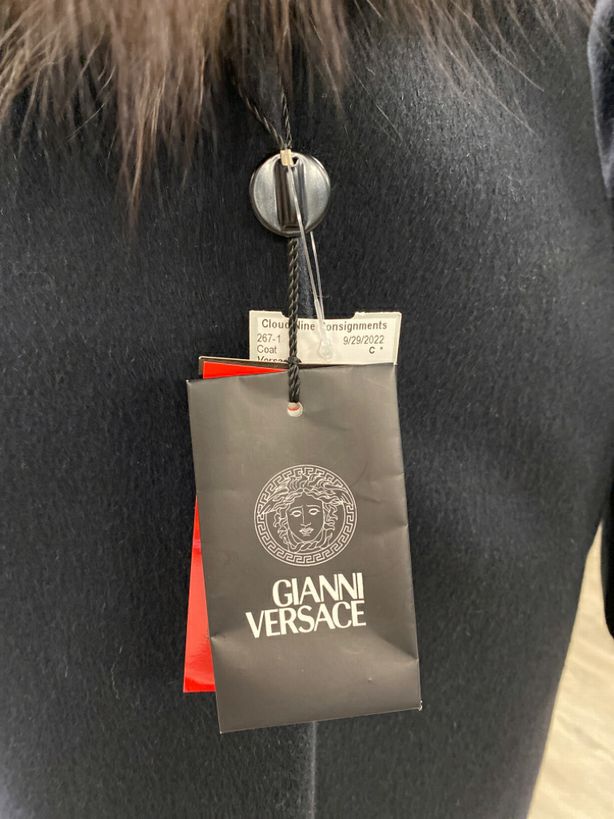 Cloud Nine Consignments
267-1 9/29/2022
Coat C *
GIANNI
VERSACE